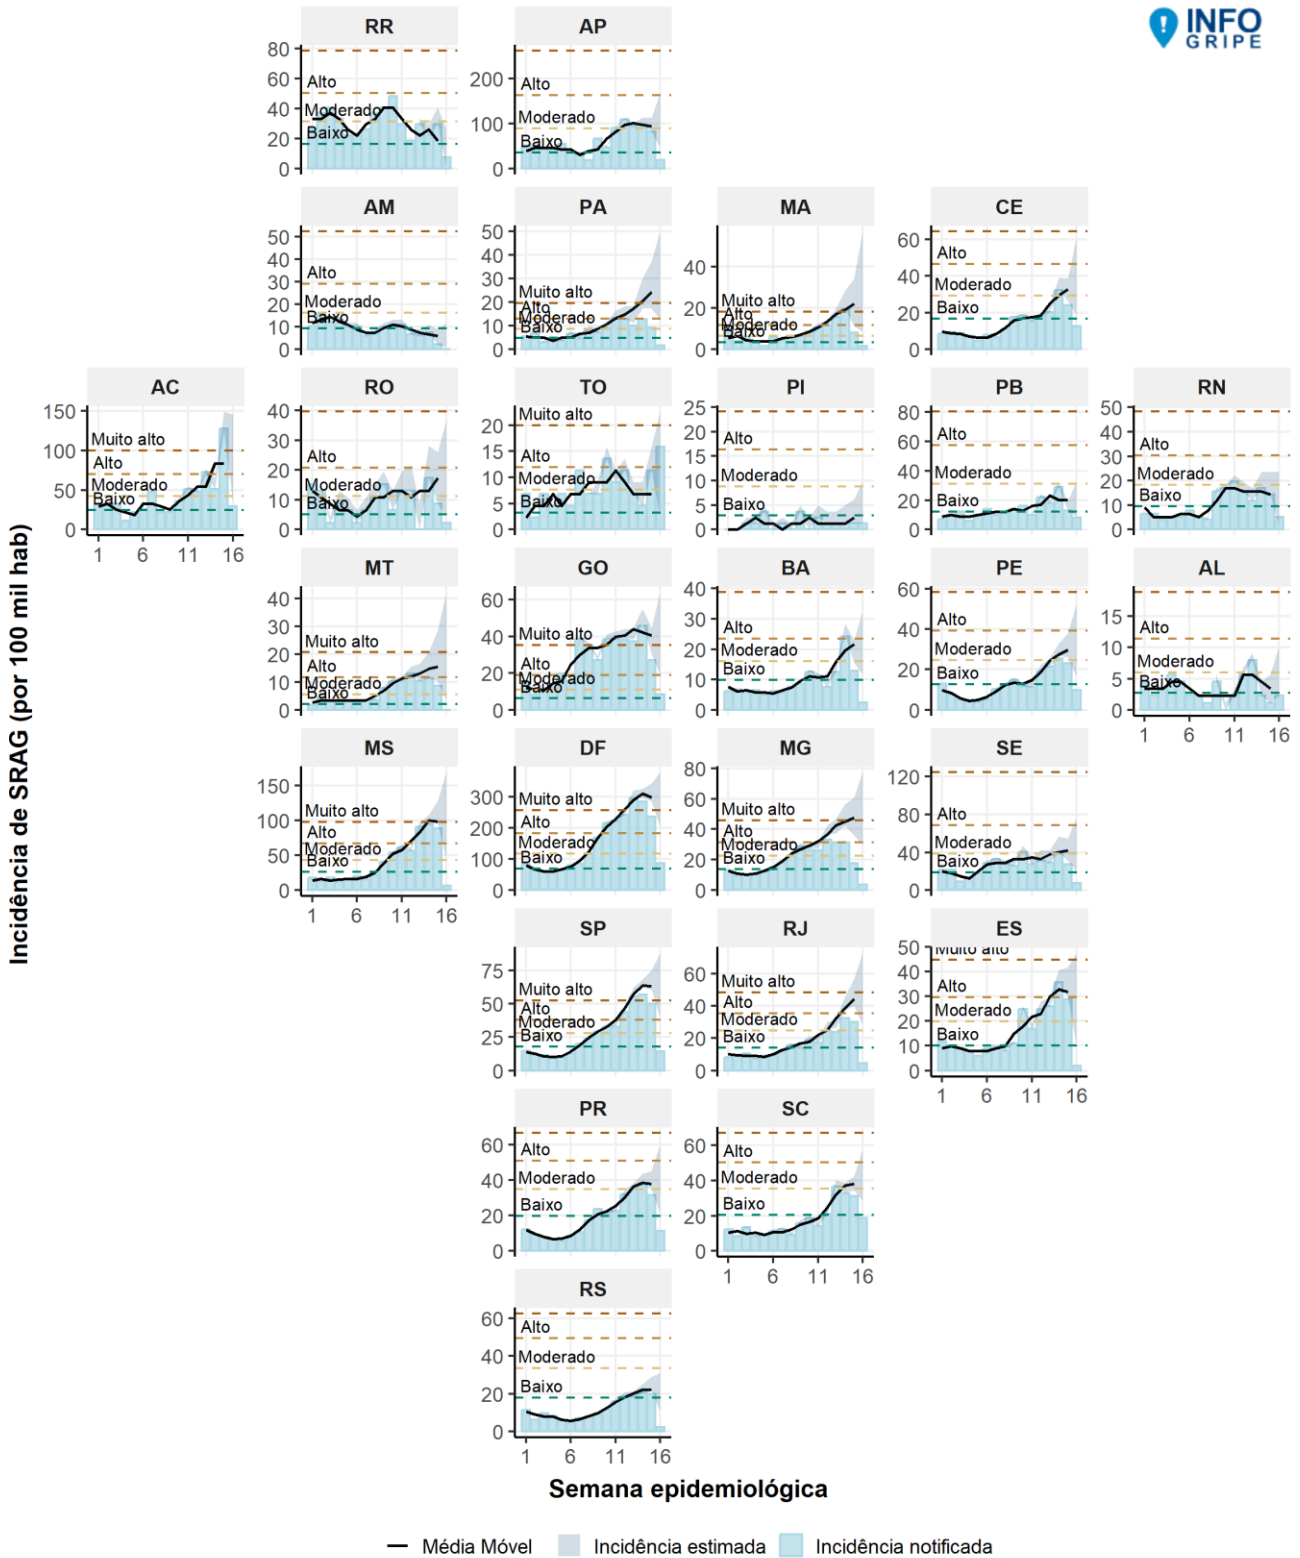 INFO
GRIPE
RR
80
60
40
20
0
Alto
Moderado
Baixo
AP
200
100
0
Alto
Moderado
Baixo
AM
50
40
30
20
10
0
Alto
Moderado
Baixo
PA
50
40
30
20
10
0
Muito alto
Alto
Baixo
MA
40
20
0
Muito alto
Alto
Moderado
Baixo
CE
60
40
20
0
Alto
Moderado
Baixo
AC
150
100
50
0
Muito alto
Alto
Moderado
Baixo
1 6 11 16
RO
40
30
20
10
0
Alto
Moderado
Baixo
TO
20
15
10
5
0
Muito alto
Alto
Moderado
Baixo
PI
25
20
15
10
5
0
Alto
Moderado
Baixo
PB
80
60
40
20
0
Alto
Moderado
Baixo
RN
50
40
30
20
10
0
Alto
Moderado
Baixo
MT
40
30
20
10
0
Muito alto
Alto
Moderado
Baixo
GO
60
40
20
0
Muito alto
Alto
Moderado
Baixo
BA
40
30
20
10
0
Alto
Moderado
Baixo
PE
60
40
20
0
Alto
Moderado
Baixo
AL
15
10
5
0
Alto
Moderado
Baixo
1 6 11 16
MS
150
100
50
0
Muito alto
Alto
Moderado
Baixo
1 6 11 16
DF
300
200
100
0
Muito alto
Alto
Moderado
Baixo
MG
80
60
40
20
0
Muito alto
Alto
Moderado
Baixo
SE
120
80
40
0
Alto
Moderado
Baixo
SP
75
50
25
0
Muito alto
Alto
Moderado
Baixo
RJ
60
40
20
0
Muito alto
Alto
Moderado
Baixo
ES
50
40
30
20
10
0
Muito alto
Alto
Moderado
Baixo
1 6 11 16
PR
60
40
20
0
Alto
Moderado
Baixo
SC
60
40
20
0
Alto
Moderado
Baixo
1 6 11 16
RS
60
40
20
0
Alto
Moderado
Baixo
1 6 11 16
Incidência de SRAG (por 100 mil hab)
Semana epidemiológica
Média Móvel
Incidência estimada
Incidência notificada